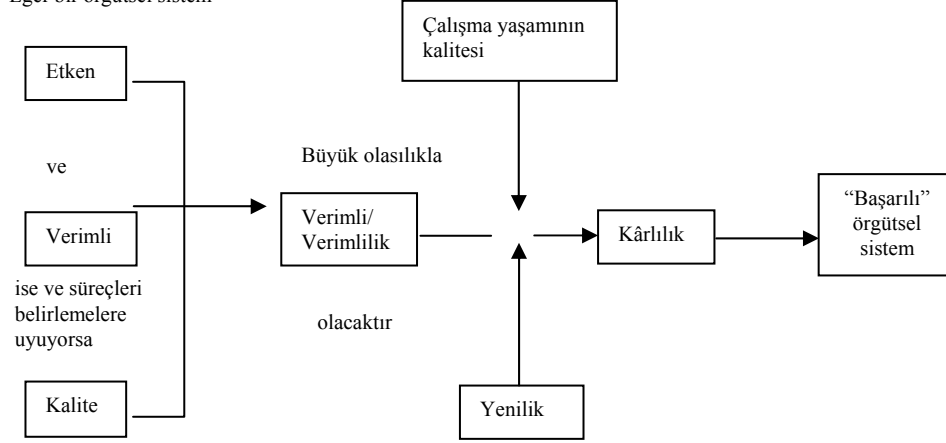 Eğer bir örgütsel sistem
Etken
ve
Verimli
ise ve süreçleri
belirlemelere
uyuyorsa
Kalite
Büyük olasılıkla
Verimli/
Verimlilik
olacaktır
Çalışma yaşamının
kalitesi
Yenilik
Kârlılık
“Başarılı”
örgütsel
sistem